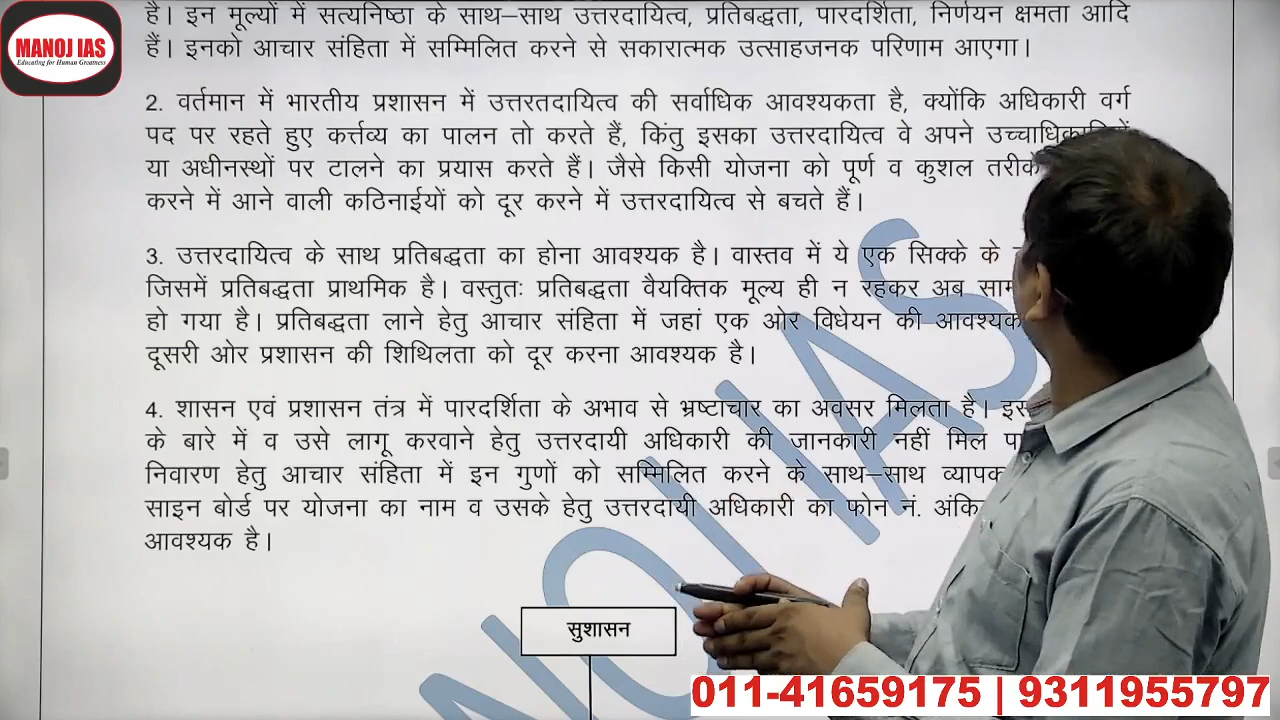 MANOJ IAS
Educating for Human Greatness
है। इन मूल्यों में सत्यनिष्ठा के साथ–साथ उत्तरदायित्व, प्रतिबद्धता, पारदर्शिता, निर्णयन क्षमता आदि
हैं। इनको आचार संहिता में सम्मिलित करने से सकारात्मक उत्साहजनक परिणाम आएगा।
2. वर्तमान में भारतीय प्रशासन में उत्तरतदायित्व की सर्वाधिक आवश्यकता है, क्योंकि अधिकारी वर्ग
पद पर रहते हुए कर्त्तव्य का पालन तो करते हैं, किंतु इसका उत्तरदायित्व वे अपने
या अधीनस्थों पर टालने का प्रयास करते हैं। जैसे किसी योजना को पूर्ण व कुशल
करने में आने वाली कठिनाईयों को दूर करने में उत्तरदायित्व से बचते हैं।
3. उत्तरदायित्व के साथ प्रतिबद्धता का होना आवश्यक है। वास्तव में ये एक सिक्के के
जिसमें प्रतिबद्धता प्राथमिक है। वस्तुतः प्रतिबद्धता वैयक्तिक मूल्य ही न रहकर अब
हो गया है। प्रतिबद्धता लाने हेतु आचार संहिता में जहां एक ओर विधेयन की
दूसरी ओर प्रशासन की शिथिलता को दूर करना आवश्यक है।
4. शासन एवं प्रशासन तंत्र में पारदर्शिता के अभाव से भ्रष्टाचार का अवसर मिलता है।
के बारे में व उसे लागू करवाने हेतु उत्तरदायी अधिकारी की जानकारी नहीं मिल
निवारण हेतु आचार संहिता में इन गुणों को सम्मिलित करने के साथ–साथ
साइन बोर्ड पर योजना का नाम व उसके हेतु उत्तरदायी अधिकारी का फोन नं.
आवश्यक है।
सुशासन
011-41659175 | 9311955797